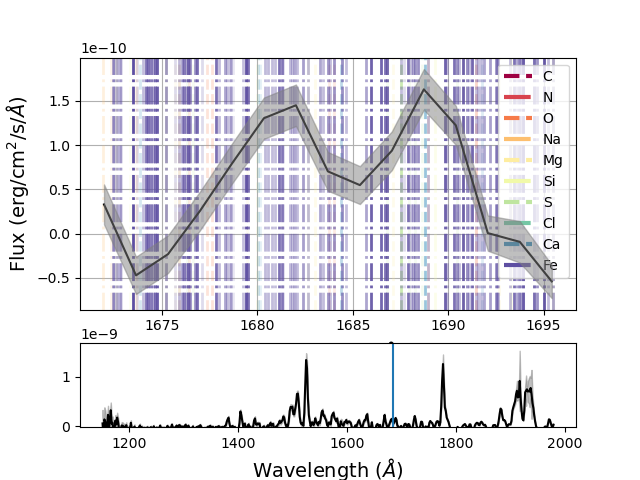 1e−10
Flux (erg/cm²/s/Å)
1.5
1.0
0.5
0.0
−0.5
C
N
O
Na
Mg
Si
S
Cl
Ca
Fe
1675 1680 1685 1690 1695
1e−9
1
0
1200 1400 1600 1800 2000
Wavelength (Å)